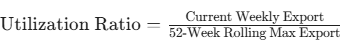 Utilization Ratio = Current Weekly Export / 52-Week Rolling Max Export